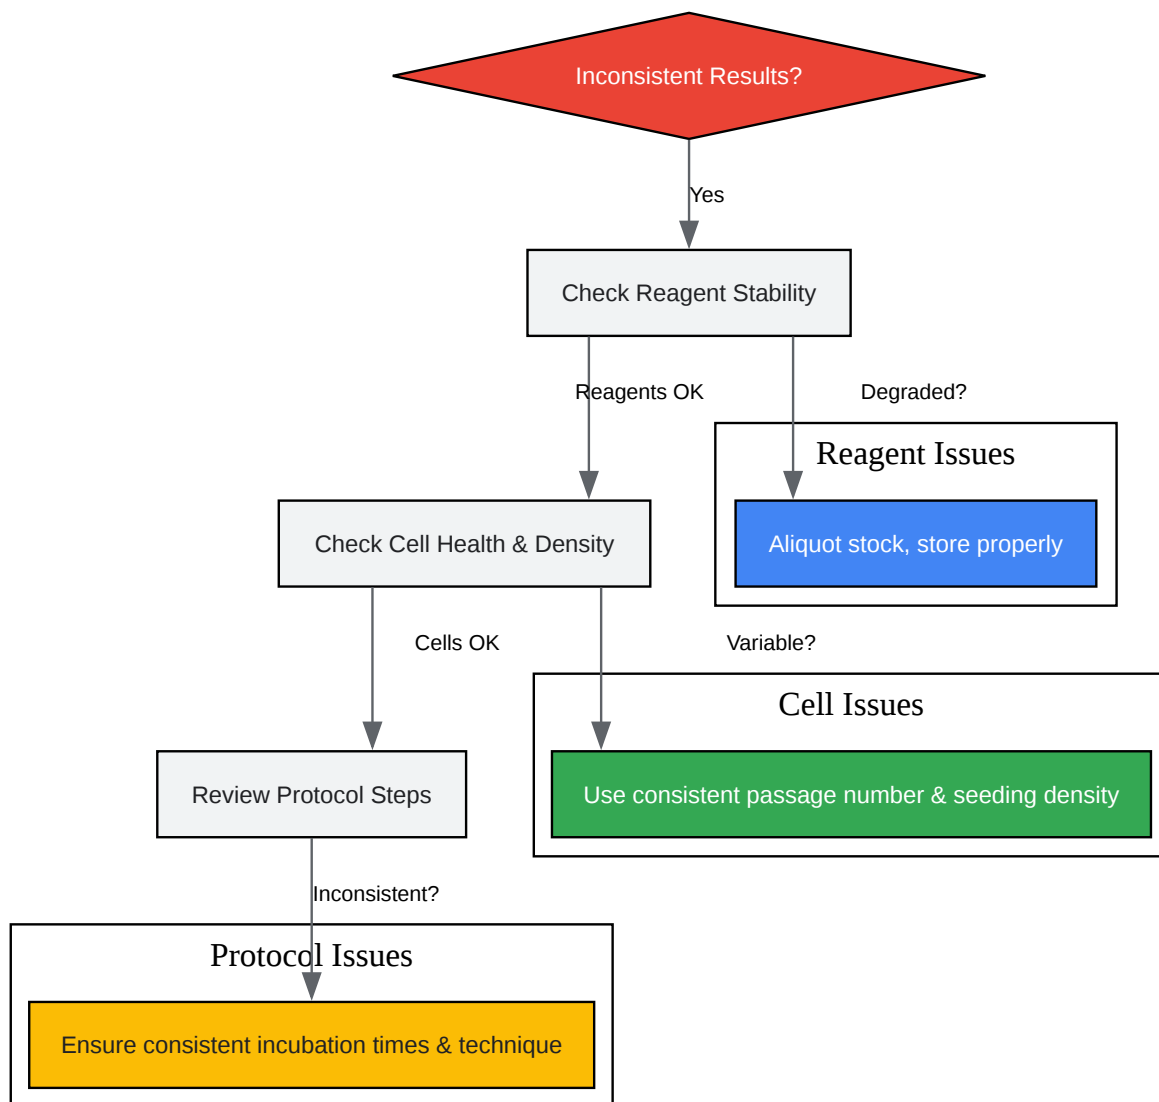 Inconsistent Results?
Yes
Check Reagent Stability
Reagents OK
Degraded?
Reagent Issues
Aliquot stock, store properly
Check Cell Health & Density
Cells OK
Variable?
Cell Issues
Use consistent passage number & seeding density
Review Protocol Steps
Inconsistent?
Protocol Issues
Ensure consistent incubation times & technique